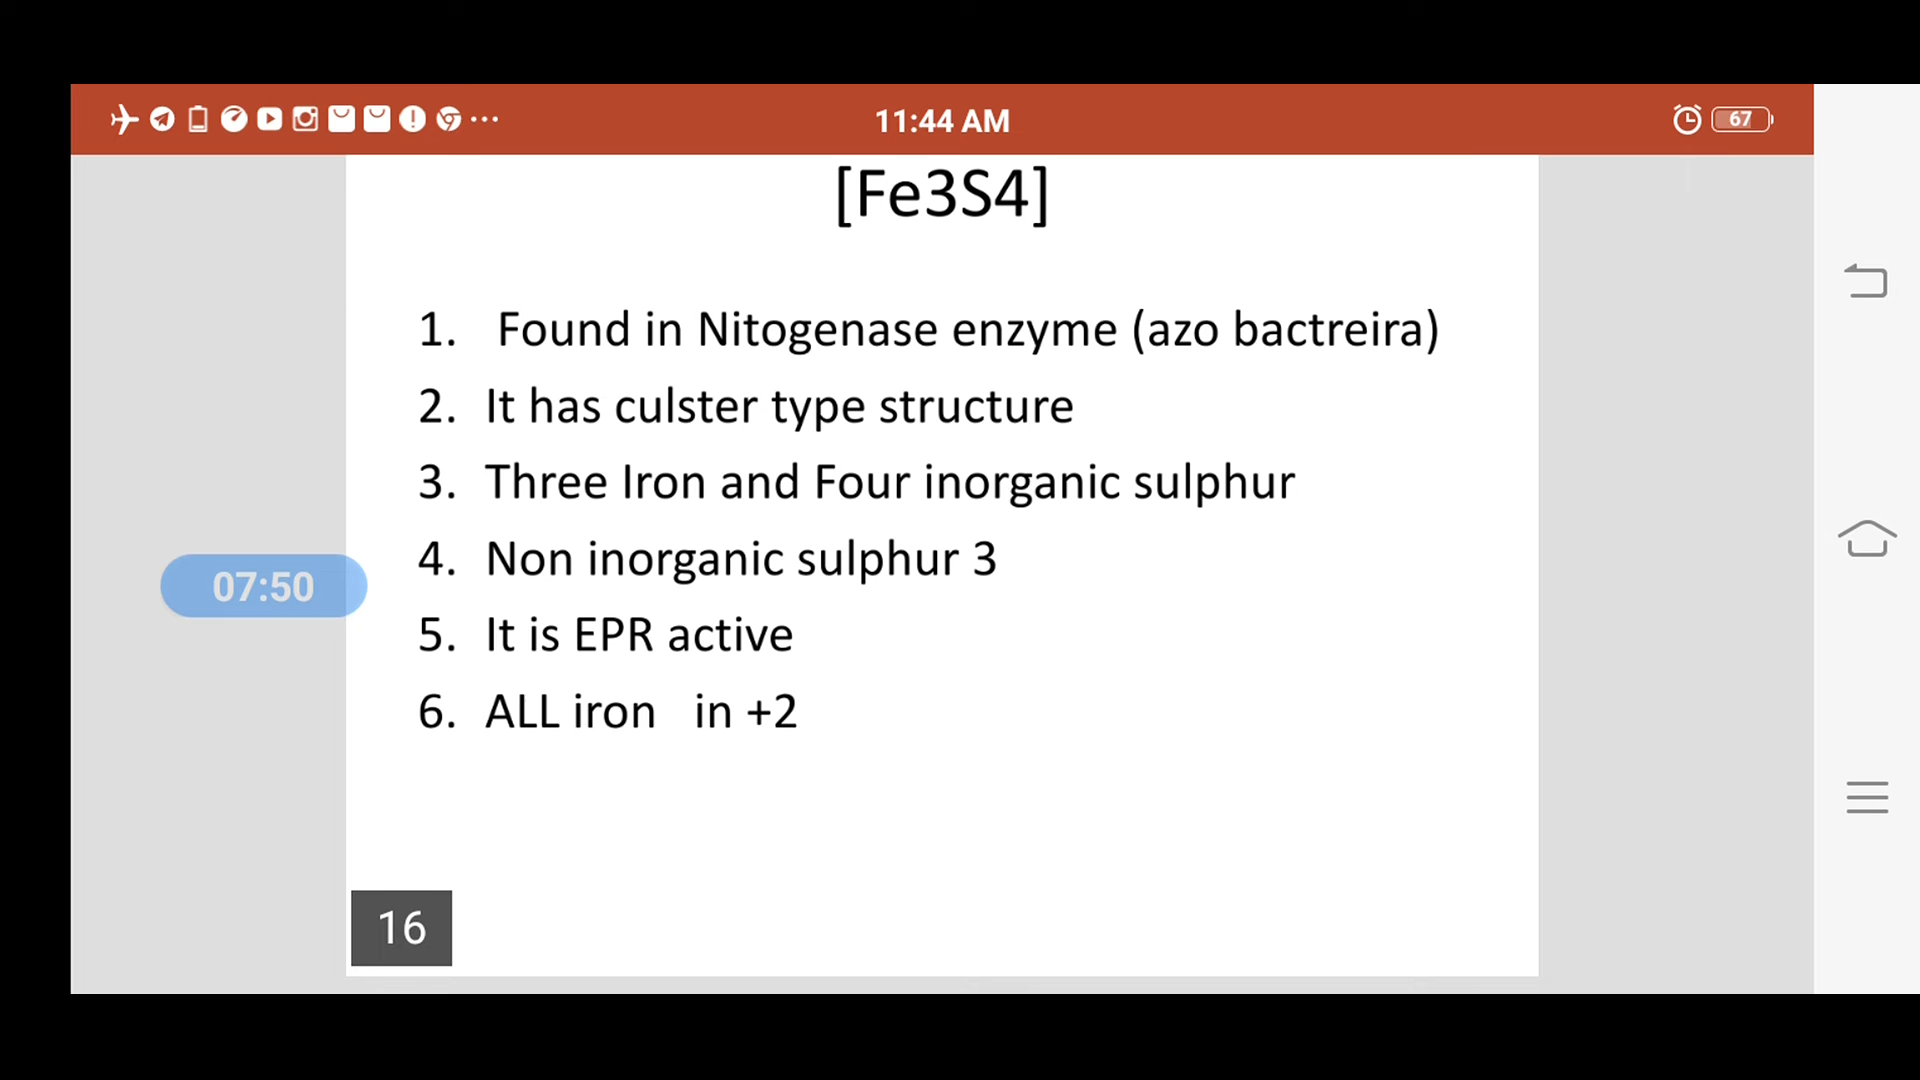 11:44 AM
67
[Fe3S4]
1. Found in Nitogenase enzyme (azo bactreira)
2. It has culster type structure
3. Three Iron and Four inorganic sulphur
4. Non inorganic sulphur 3
07:50
5. It is EPR active
6. ALL iron in +2
16